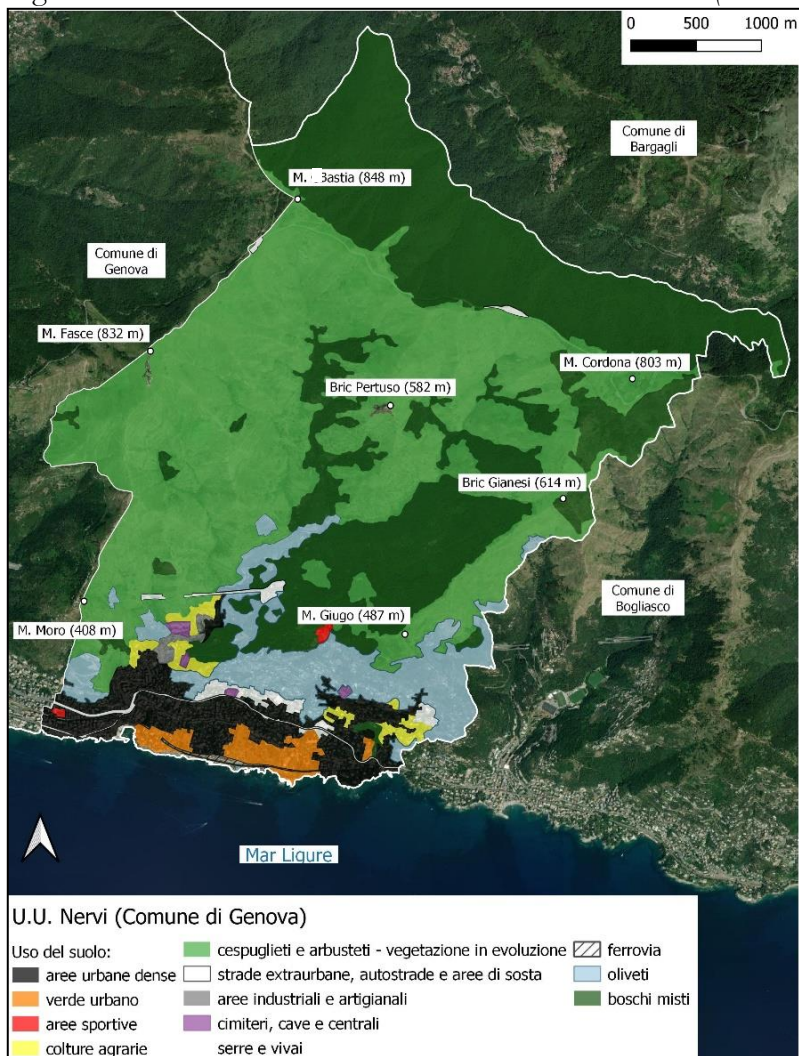 0 500 1000 m
Comune di
Bargagli
M. Bastia (848 m)
Comune di
Genova
M. Fasce (832 m)
M. Cordona (803 m)
Bric Pertuso (582 m)
Bric Gianesi (614 m)
Comune di
Bogliasco
M. Giugo (487 m)
M. Moro (408 m)
Mar Ligure
U.U. Nervi (Comune di Genova)
Uso del suolo:
aree urbane dense
verde urbano
aree sportive
colture agrarie
cespuglieti e arbusteti - vegetazione in evoluzione
strade extraurbane, autostrade e aree di sosta
aree industriali e artigianali
cimiteri, cave e centrali
serre e vivai
ferrovia
oliveti
boschi misti